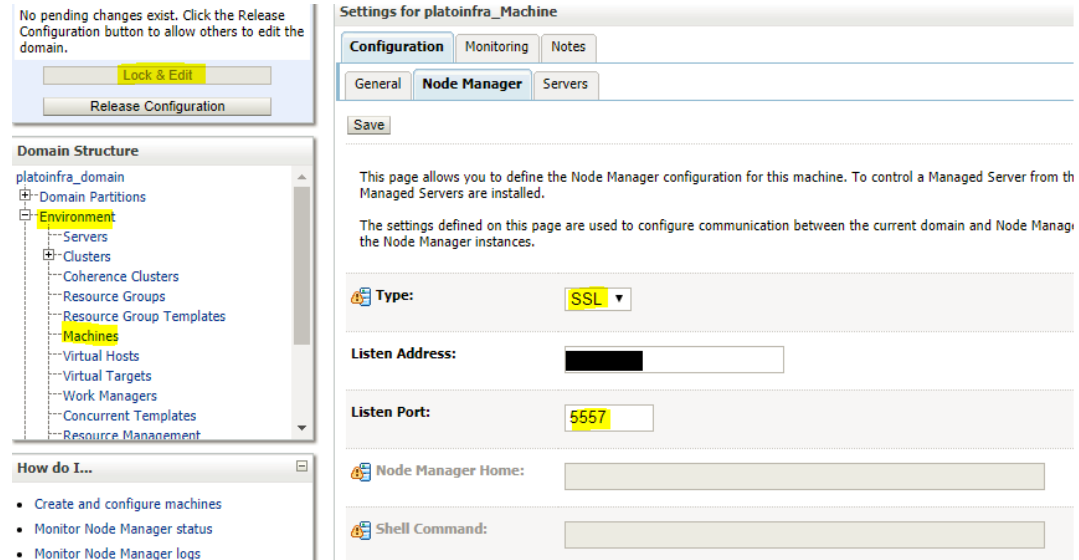 No pending changes exist. Click the Release
Configuration button to allow others to edit the
domain.
Lock & Edit
Release Configuration
Domain Structure
platoinfra_domain
Domain Partitions
Environment
Servers
Clusters
Coherence Clusters
Resource Groups
Resource Group Templates
Machines
Virtual Hosts
Virtual Targets
Work Managers
Concurrent Templates
Resource Management
How do I...
Create and configure machines
Monitor Node Manager status
Monitor Node Manager logs
Settings for platoinfra_Machine
Configuration Monitoring Notes
General Node Manager Servers
Save
This page allows you to define the Node Manager configuration for this machine. To control a Managed Server from th
Managed Servers are installed.
The settings defined on this page are used to configure communication between the current domain and Node Manag
the Node Manager instances.
Type: SSL
Listen Address:
Listen Port: 5557
Node Manager Home:
Shell Command: